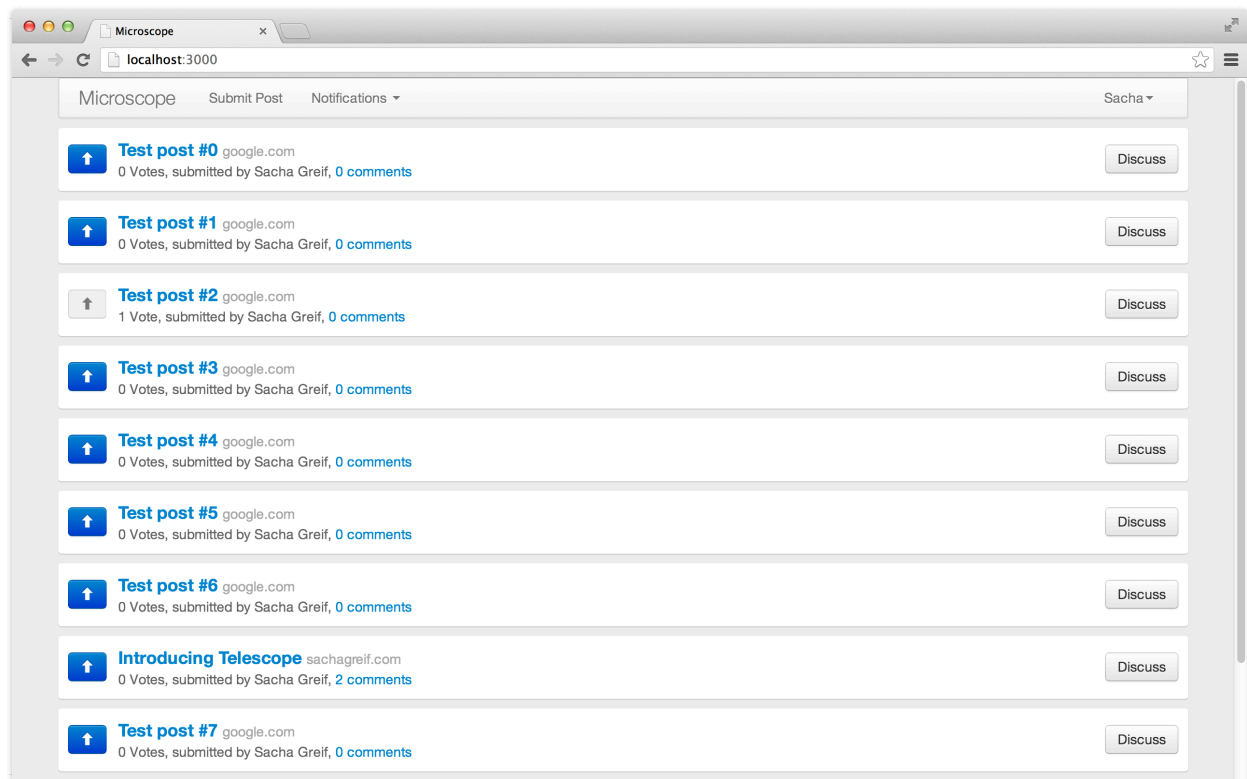 Microscope
localhost:3000
Microscope Submit Post Notifications Sacha
Test post #0 google.com
0 Votes, submitted by Sacha Greif, 0 comments
Discuss
Test post #1 google.com
0 Votes, submitted by Sacha Greif, 0 comments
Discuss
Test post #2 google.com
1 Vote, submitted by Sacha Greif, 0 comments
Discuss
Test post #3 google.com
0 Votes, submitted by Sacha Greif, 0 comments
Discuss
Test post #4 google.com
0 Votes, submitted by Sacha Greif, 0 comments
Discuss
Test post #5 google.com
0 Votes, submitted by Sacha Greif, 0 comments
Discuss
Test post #6 google.com
0 Votes, submitted by Sacha Greif, 0 comments
Discuss
Introducing Telescope sachagreif.com
0 Votes, submitted by Sacha Greif, 2 comments
Discuss
Test post #7 google.com
0 Votes, submitted by Sacha Greif, 0 comments
Discuss